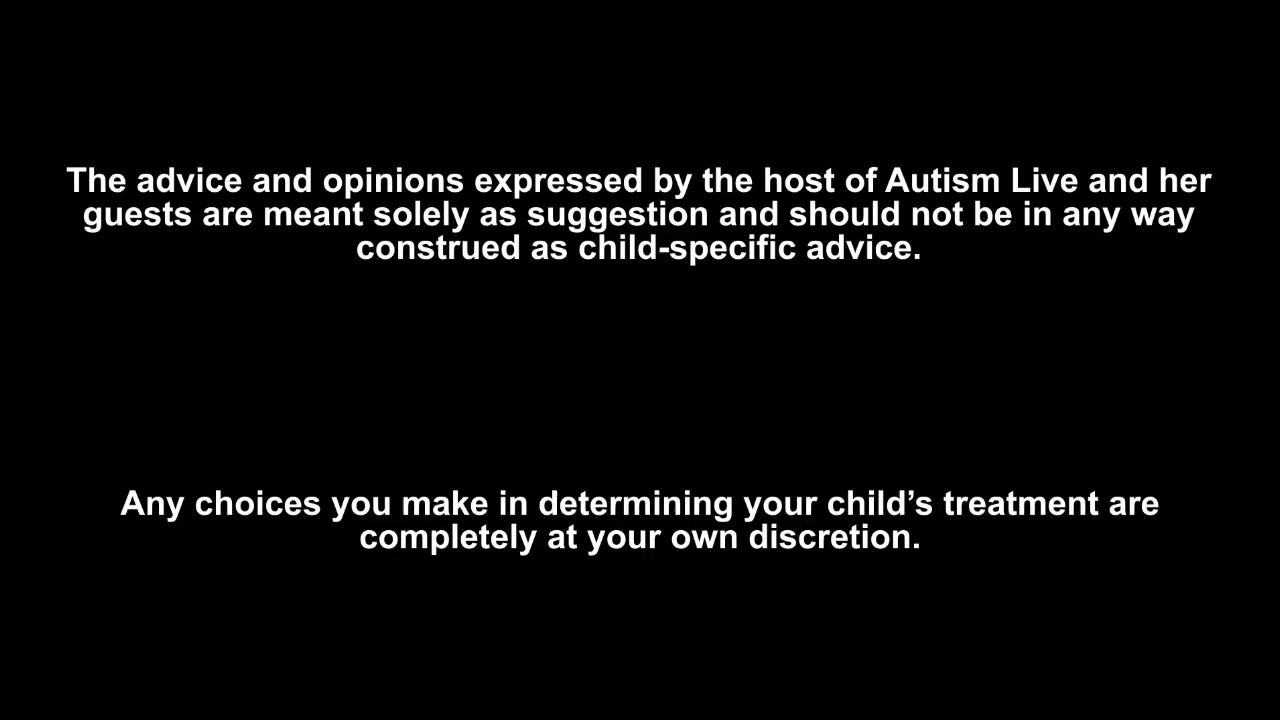 The advice and opinions expressed by the host of Autism Live and her
guests are meant solely as suggestion and should not be in any way
construed as child-specific advice.
Any choices you make in determining your child’s treatment are
completely at your own discretion.